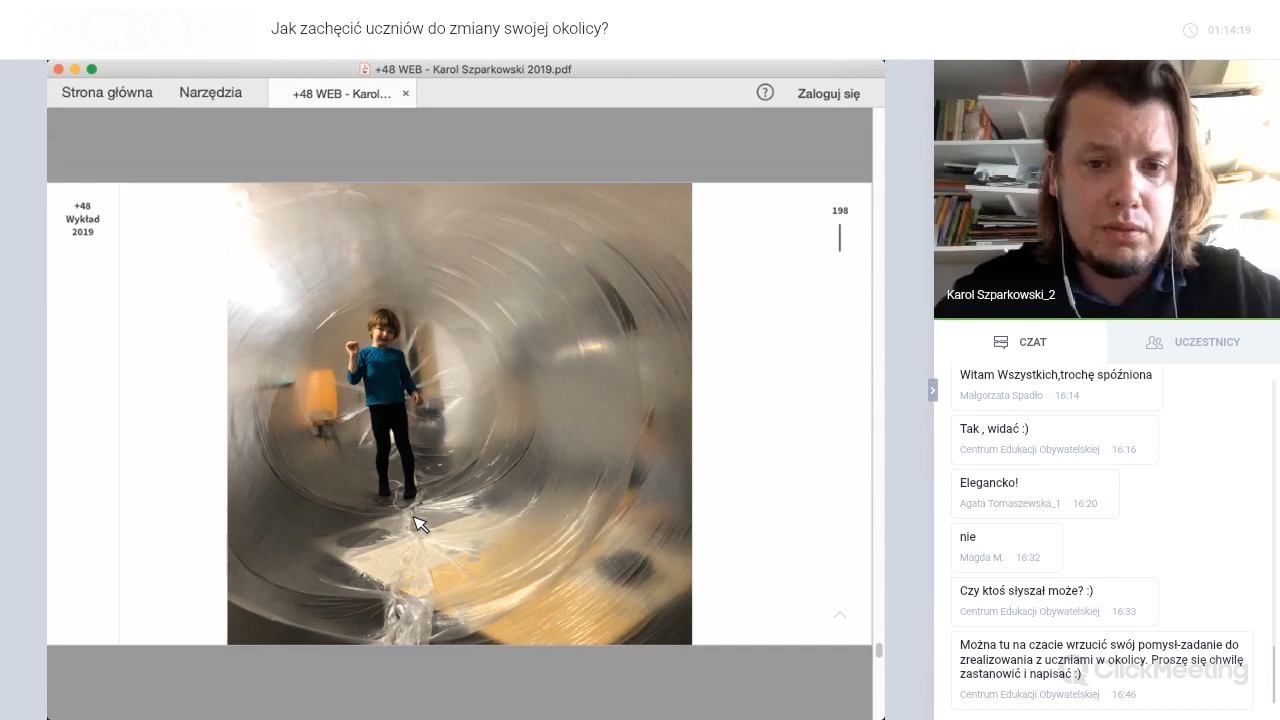 CEO
Jak zachęcić uczniów do zmiany swojej okolicy?
01:14:19
+48 WEB - Karol Szparkowski 2019.pdf
Strona główna
Narzędzia
+48 WEB - Karol... ×
?
Zaloguj się
+48
Wykład
2019
198
Karol Szparkowski_2
CZAT
UCZESTNICY
Witam Wszystkich,trochę spóźniona
Małgorzata Spadło · 16:14
Tak , widać :)
Centrum Edukacji Obywatelskiej · 16:16
Elegancko!
Agata Tomaszewska_1 · 16:20
nie
Magda M. · 16:32
Czy ktoś słyszał może? :)
Centrum Edukacji Obywatelskiej · 16:33
Można tu na czacie wrzucić swój pomysł-zadanie do
zrealizowania z uczniami w okolicy. Proszę się chwilę
zastanowić i napisać :)
Centrum Edukacji Obywatelskiej · 16:46
ClickMeeting